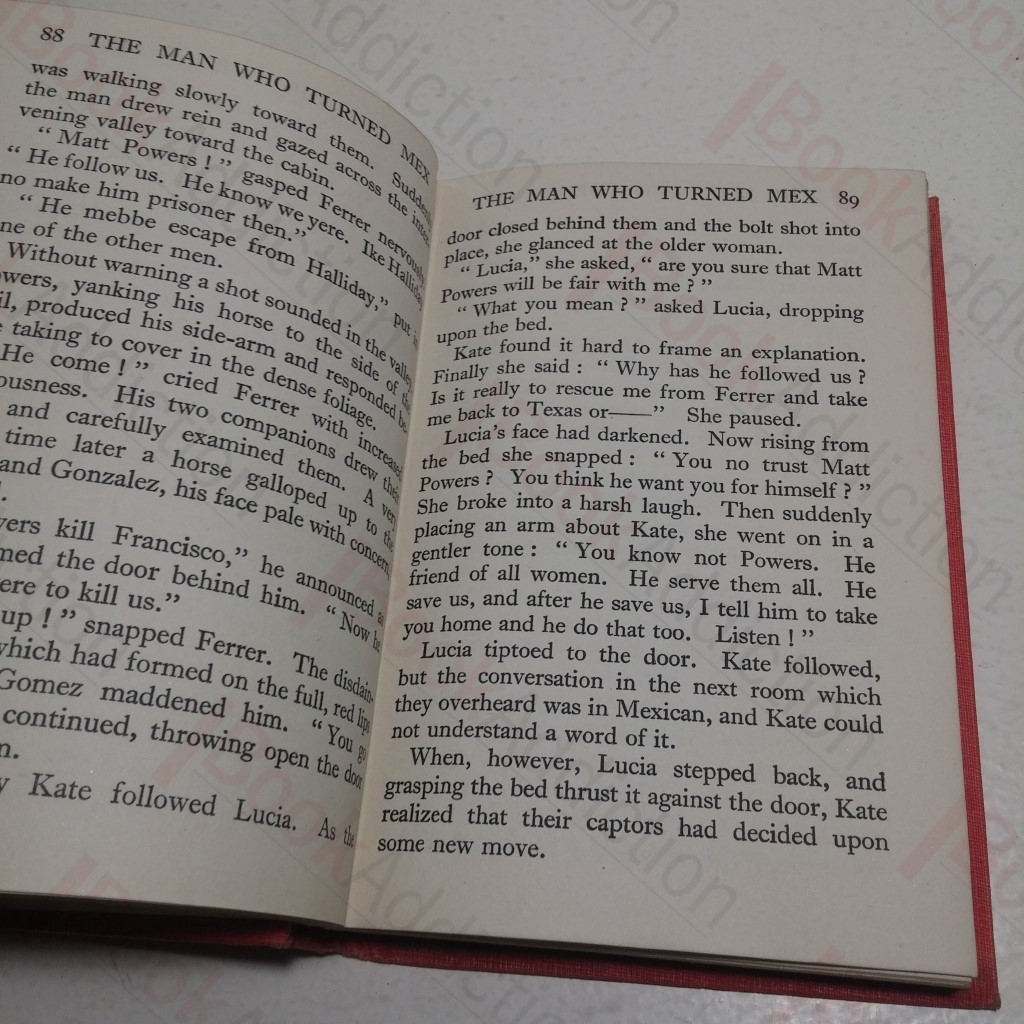 88 THE MAN WHO TURNED MEX
was walking slowly toward them. Suddenly
the man drew rein and gazed across the inter-
vening valley toward the cabin.
“ Matt Powers ! ” gasped Ferrer nervously.
“ He follow us. He know we yere. Ike Halliday
no make him prisoner then.”
“ He mebbe escape from Halliday,” put in
ne of the other men.
Without warning a shot sounded in the valley.
owers, yanking his horse to the side of the
il, produced his side-arm and responded be-
e taking to cover in the dense foliage.
He come ! ” cried Ferrer with increased
ousness. His two companions drew their
and carefully examined them. A very
time later a horse galloped up to the
and Gonzalez, his face pale with concern,
.
wers kill Francisco,” he announced as
med the door behind him. “ Now he
ere to kill us.”
up ! ” snapped Ferrer. The disdain-
which had formed on the full, red lips
Gomez maddened him. “ You go
continued, throwing open the door
m.
y Kate followed Lucia. As the
THE MAN WHO TURNED MEX 89
door closed behind them and the bolt shot into
place, she glanced at the older woman.
“ Lucia,” she asked, “ are you sure that Matt
Powers will be fair with me ? ”
“ What you mean ? ” asked Lucia, dropping
upon the bed.
Kate found it hard to frame an explanation.
Finally she said : “ Why has he followed us ?
Is it really to rescue me from Ferrer and take
me back to Texas or—— ” She paused.
Lucia’s face had darkened. Now rising from
the bed she snapped : “ You no trust Matt
Powers ? You think he want you for himself ? ”
She broke into a harsh laugh. Then suddenly
placing an arm about Kate, she went on in a
gentler tone : “ You know not Powers. He
friend of all women. He serve them all. He
save us, and after he save us, I tell him to take
you home and he do that too. Listen ! ”
Lucia tiptoed to the door. Kate followed,
but the conversation in the next room which
they overheard was in Mexican, and Kate could
not understand a word of it.
When, however, Lucia stepped back, and
grasping the bed thrust it against the door, Kate
realized that their captors had decided upon
some new move.
BookAddiction